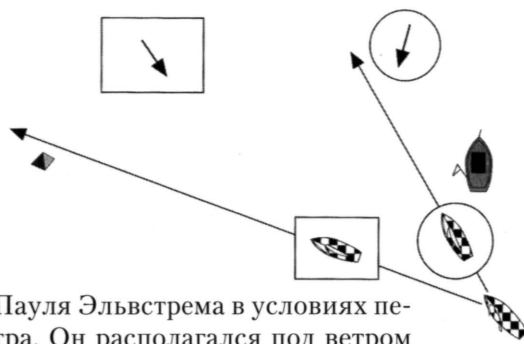 Пауля Эльвстрема в условиях пе-
тра. Он располагался под ветром